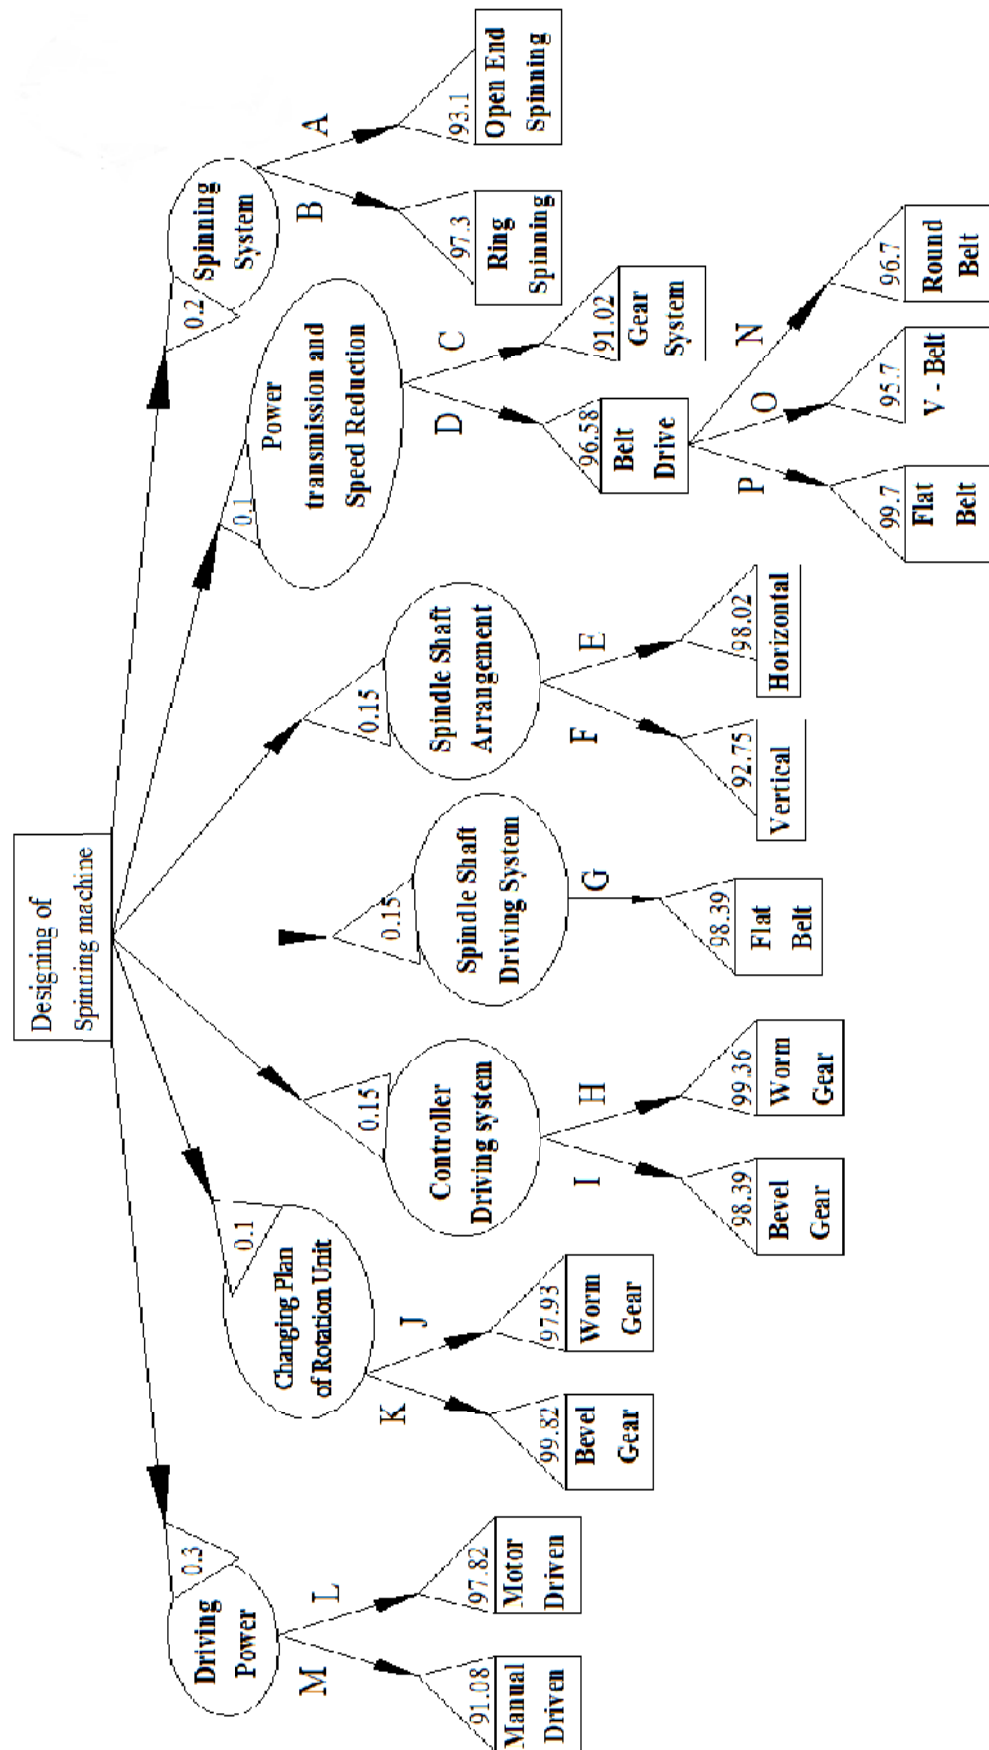 Designing of
Spinning machine
0.3
Driving
Power
M
L
91.08
Manual
Driven
97.82
Motor
Driven
0.1
Changing Plan
of Rotation Unit
K
J
99.82
Bevel
Gear
97.93
Worm
Gear
0.15
Controller
Driving system
I
H
98.39
Bevel
Gear
99.36
Worm
Gear
0.15
Spindle Shaft
Driving System
G
98.39
Flat
Belt
0.15
Spindle Shaft
Arrangement
F
E
92.75
Vertical
98.02
Horizontal
0.1
Power
transmission and
Speed Reduction
D
C
96.58
Belt
Drive
91.02
Gear
System
P
O
N
99.7
Flat
Belt
95.7
V - Belt
96.7
Round
Belt
0.2
Spinning
System
B
A
97.3
Ring
Spinning
93.1
Open End
Spinning